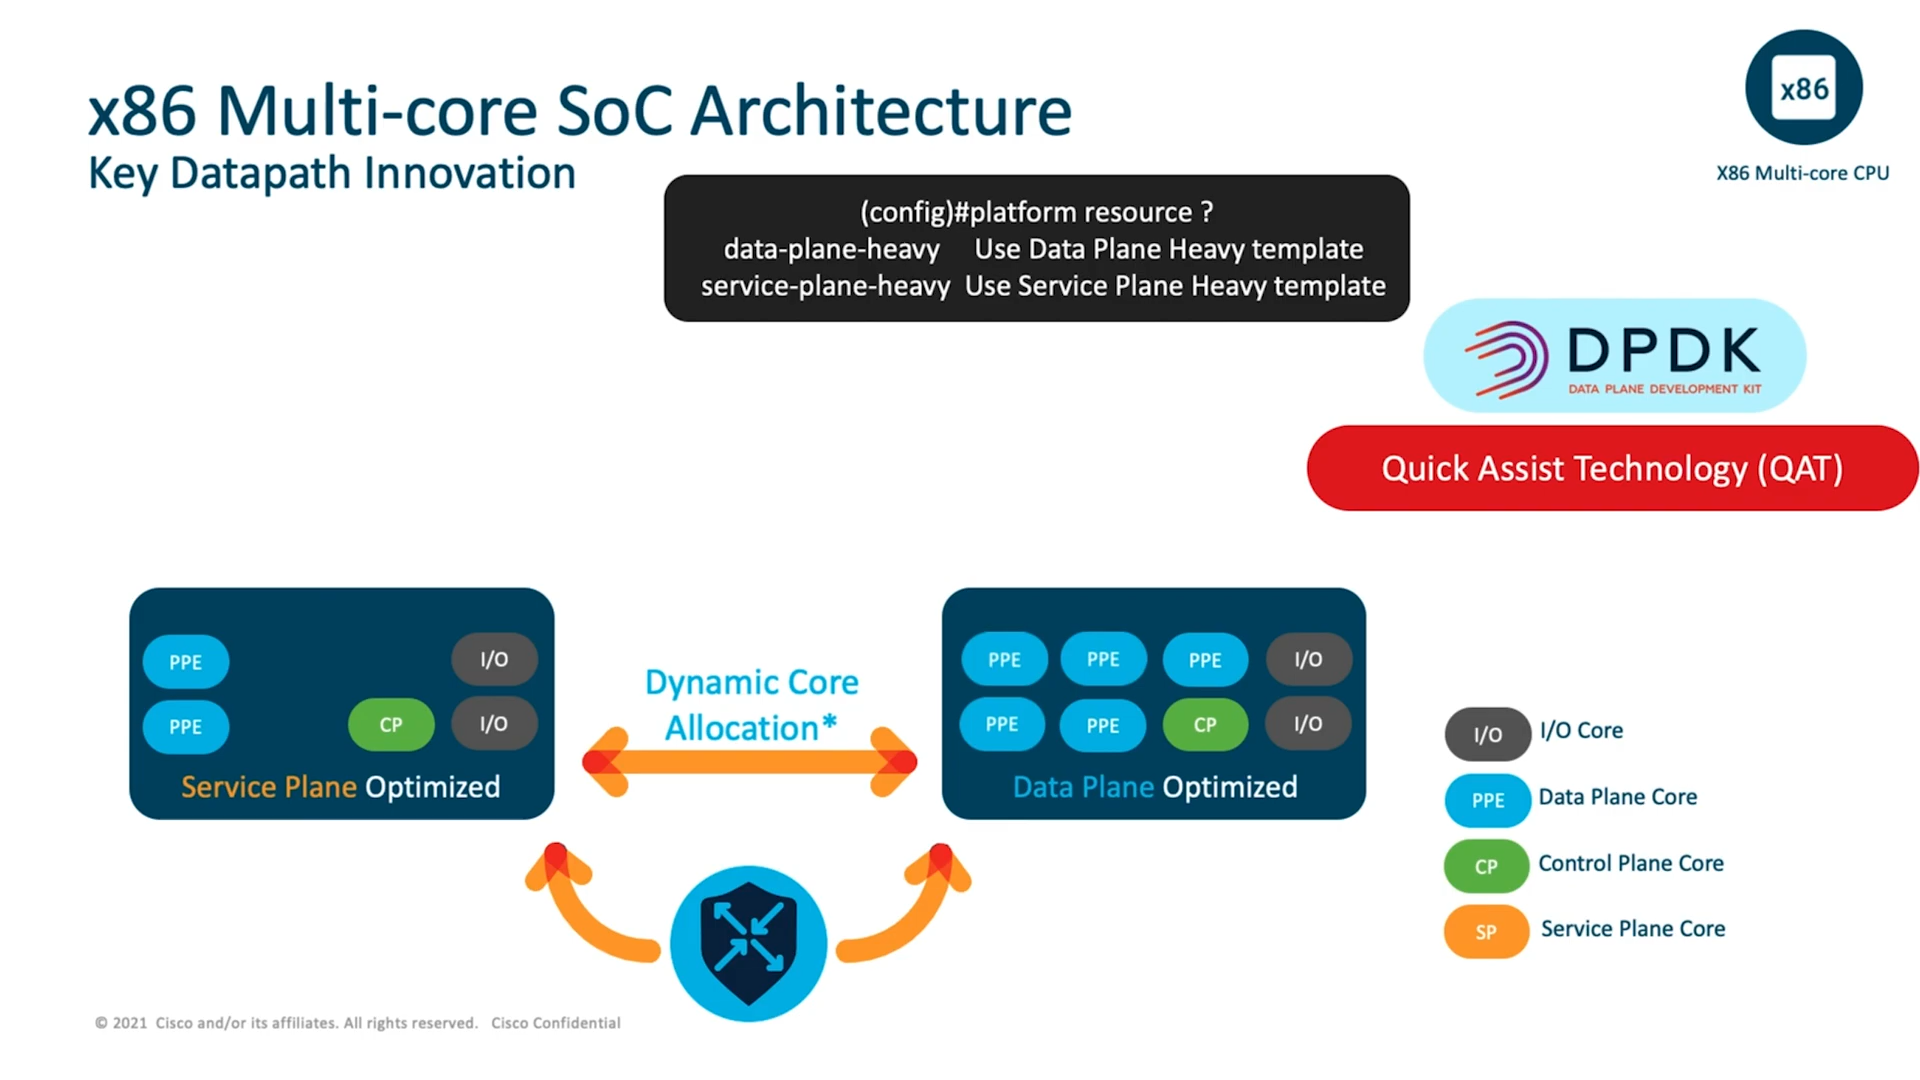 x86 Multi-core SoC Architecture
Key Datapath Innovation
x86
X86 Multi-core CPU
(config)#platform resource ?
data-plane-heavy Use Data Plane Heavy template
service-plane-heavy Use Service Plane Heavy template
DPDK
DATA PLANE DEVELOPMENT KIT
Quick Assist Technology (QAT)
PPE I/O
PPE CP I/O
Service Plane Optimized
Dynamic Core
Allocation*
PPE PPE PPE I/O
PPE PPE CP I/O
Data Plane Optimized
I/O I/O Core
PPE Data Plane Core
CP Control Plane Core
SP Service Plane Core
© 2021 Cisco and/or its affiliates. All rights reserved. Cisco Confidential